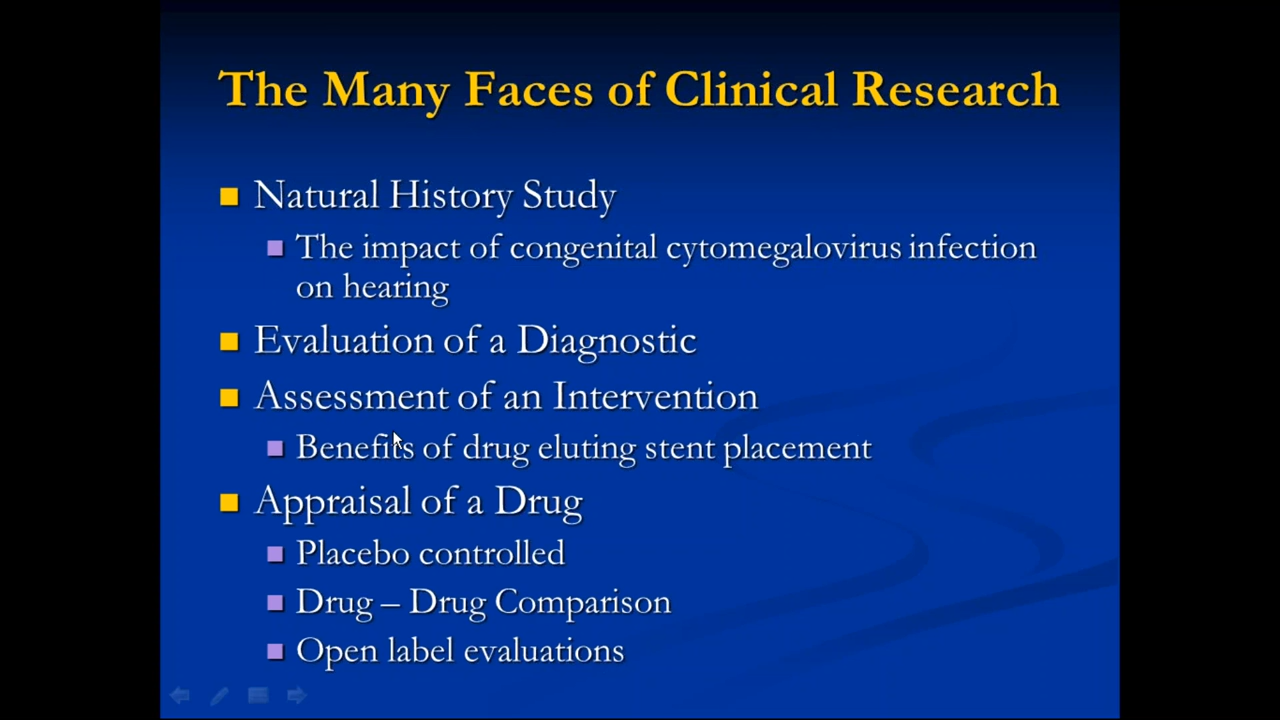 The Many Faces of Clinical Research
Natural History Study
The impact of congenital cytomegalovirus infection
on hearing
Evaluation of a Diagnostic
Assessment of an Intervention
Benefits of drug eluting stent placement
Appraisal of a Drug
Placebo controlled
Drug – Drug Comparison
Open label evaluations